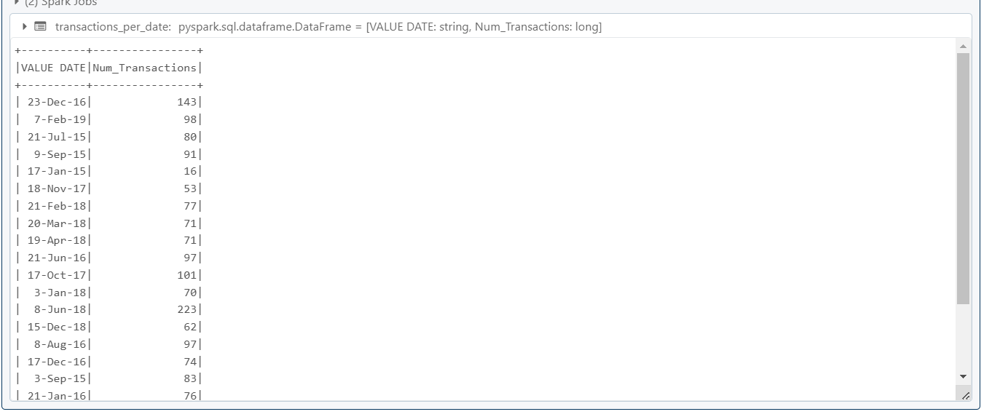 (2) Spark Jobs
transactions_per_date: pyspark.sql.dataframe.DataFrame = [VALUE DATE: string, Num_Transactions: long]
+----------+----------------+
|VALUE DATE|Num_Transactions|
+----------+----------------+
| 23-Dec-16|             143|
|  7-Feb-19|              98|
| 21-Jul-15|              80|
|  9-Sep-15|              91|
| 17-Jan-15|              16|
| 18-Nov-17|              53|
| 21-Feb-18|              77|
| 20-Mar-18|              71|
| 19-Apr-18|              71|
| 21-Jun-16|              97|
| 17-Oct-17|             101|
|  3-Jan-18|              70|
|  8-Jun-18|             223|
| 15-Dec-18|              62|
|  8-Aug-16|              97|
| 17-Dec-16|              74|
|  3-Sep-15|              83|
| 21-Jan-16|              76|